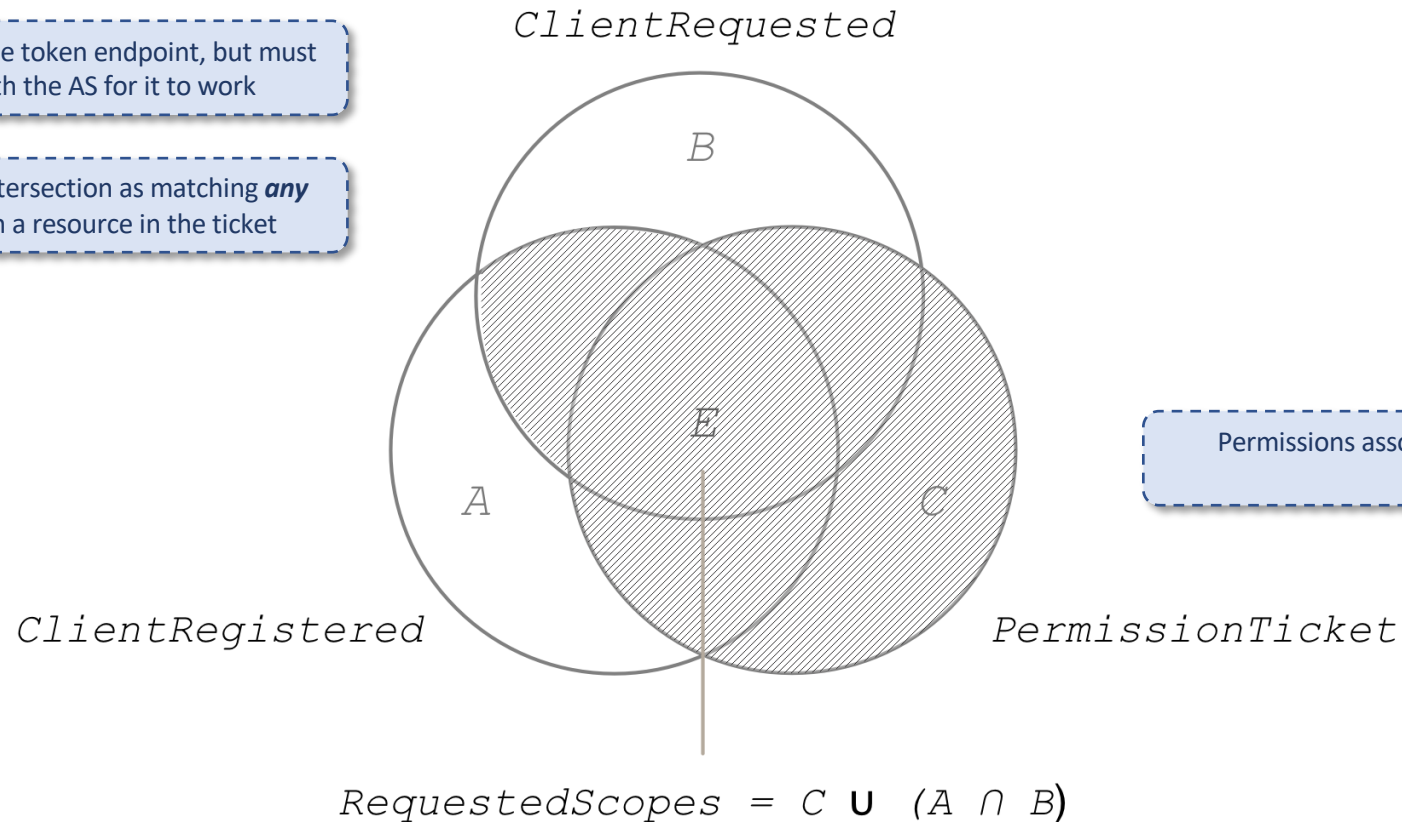 ClientRequested
e token endpoint, but must
th the AS for it to work
B
tersection as matching any
n a resource in the ticket
E
Permissions asso
A
C
ClientRegistered
PermissionTicket
RequestedScopes = C ∪ (A ∩ B)